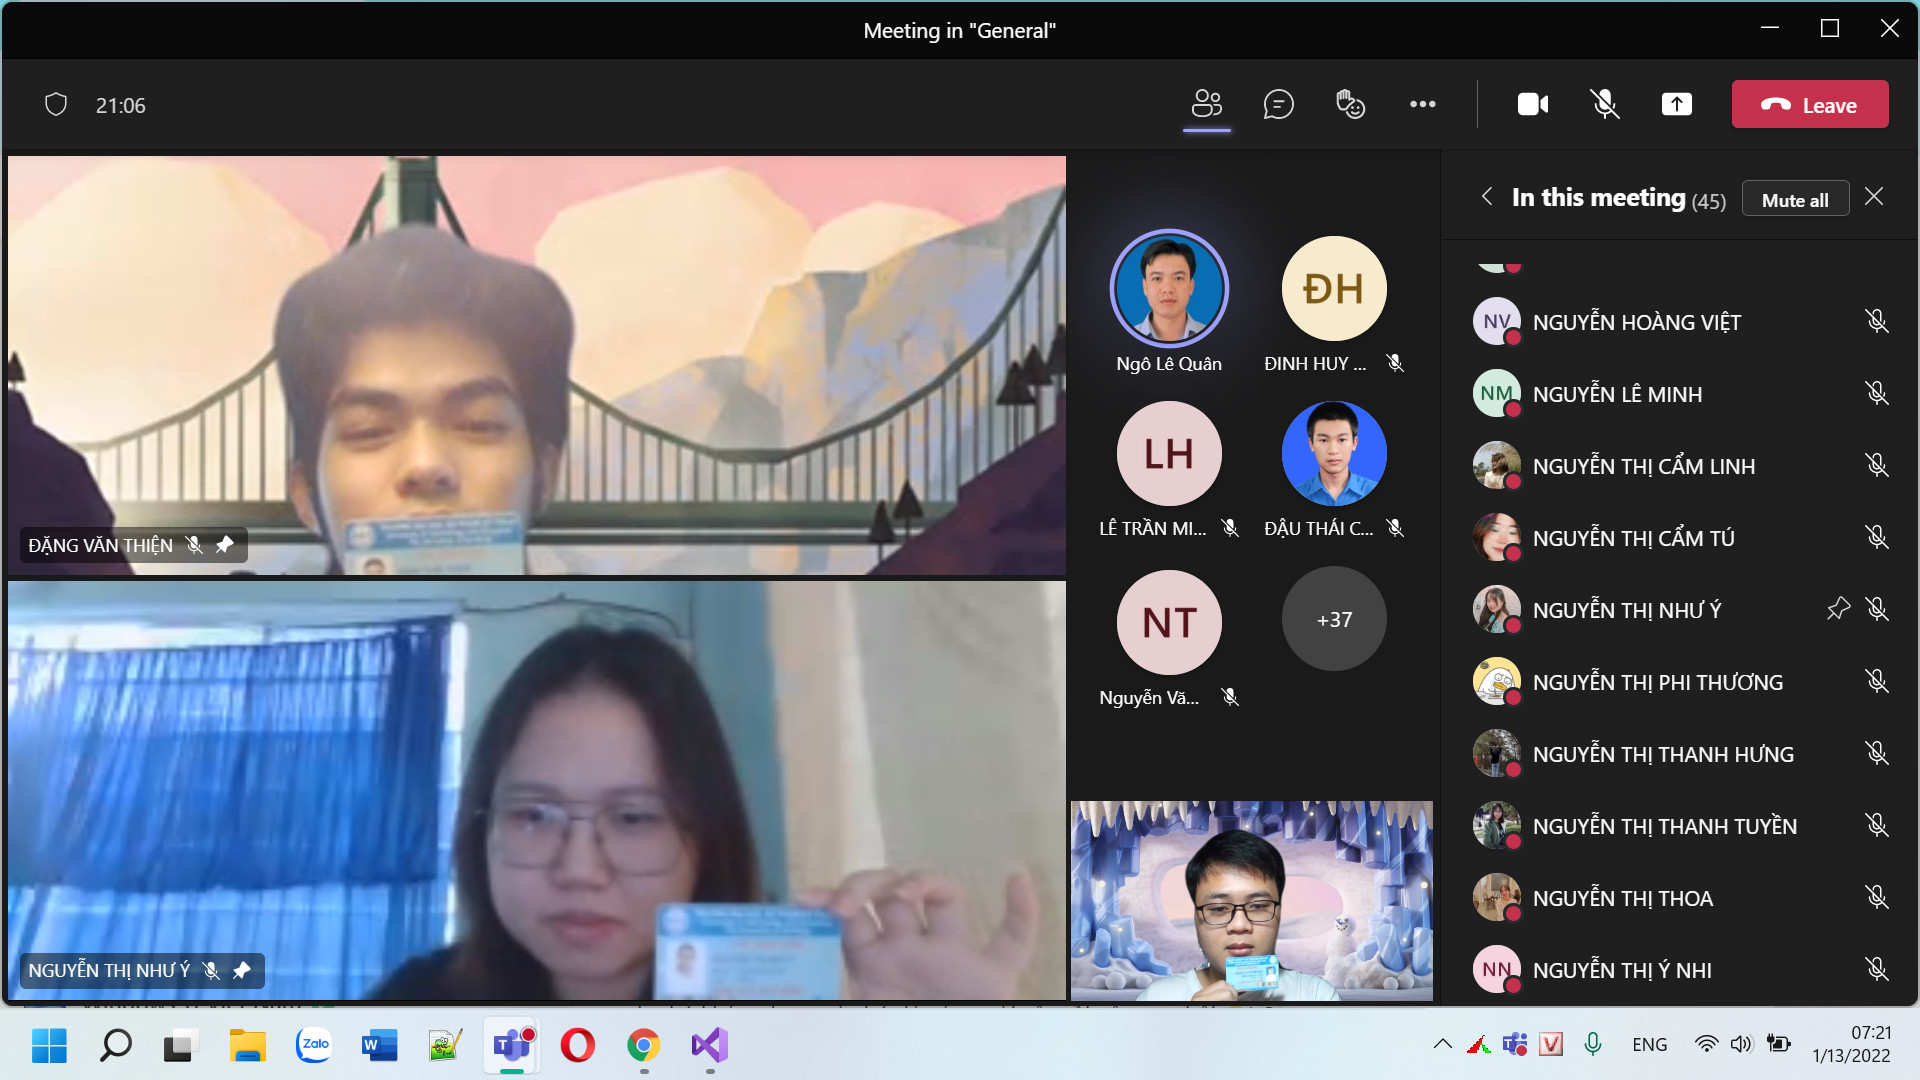 Meeting in "General"
21:06
Leave
ĐẶNG VĂN THIỆN
NGUYỄN THỊ NHƯ Ý
Ngô Lê Quân
ĐH
ĐINH HUY ...
LH
LÊ TRẦN MI...
ĐẬU THÁI C...
NT
Nguyễn Vă...
+37
In this meeting (45)
Mute all
NV
NGUYỄN HOÀNG VIỆT
NM
NGUYỄN LÊ MINH
NGUYỄN THỊ CẨM LINH
NGUYỄN THỊ CẨM TÚ
NGUYỄN THỊ NHƯ Ý
NGUYỄN THỊ PHI THƯƠNG
NGUYỄN THỊ THANH HƯNG
NGUYỄN THỊ THANH TUYỀN
NGUYỄN THỊ THOA
NN
NGUYỄN THỊ Ý NHI
Zalo
W
T
T
V
ENG
07:21
1/13/2022